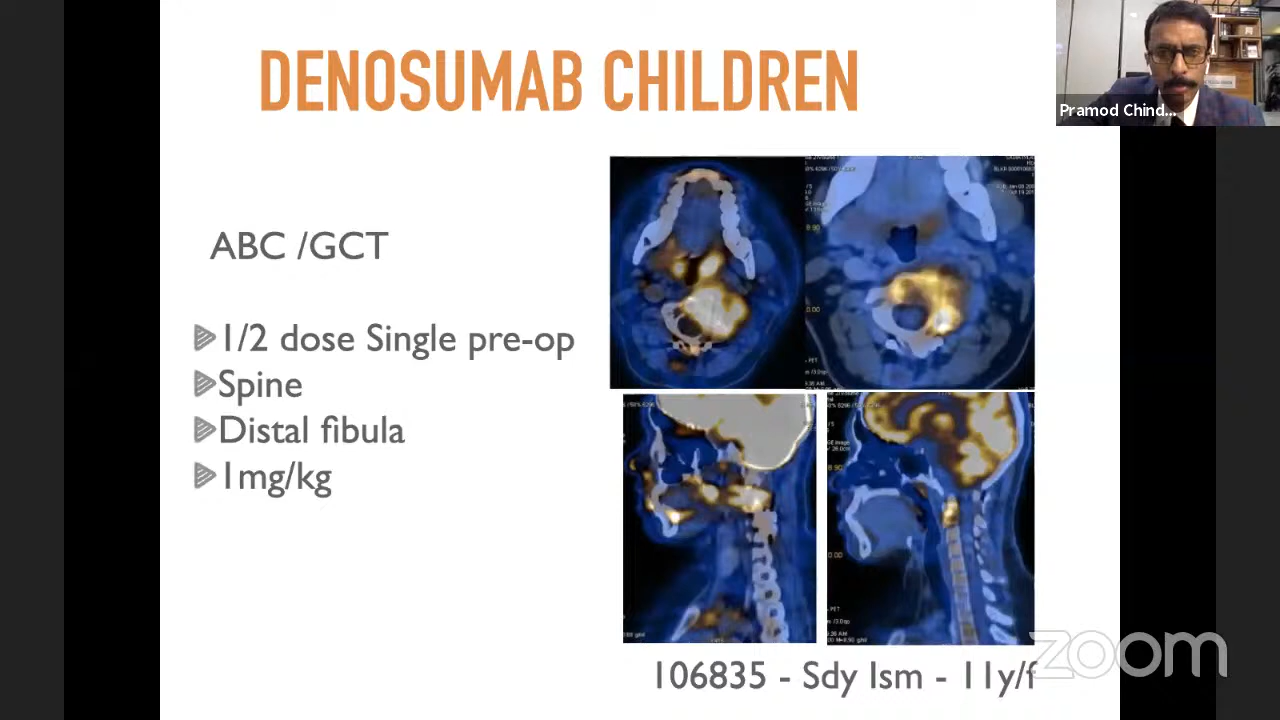 DENOSUMAB CHILDREN
Pramod Chind...
ABC /GCT
1/2 dose Single pre-op
Spine
Distal fibula
1mg/kg
106835 - Sdy Ism - 11y/f
zoom